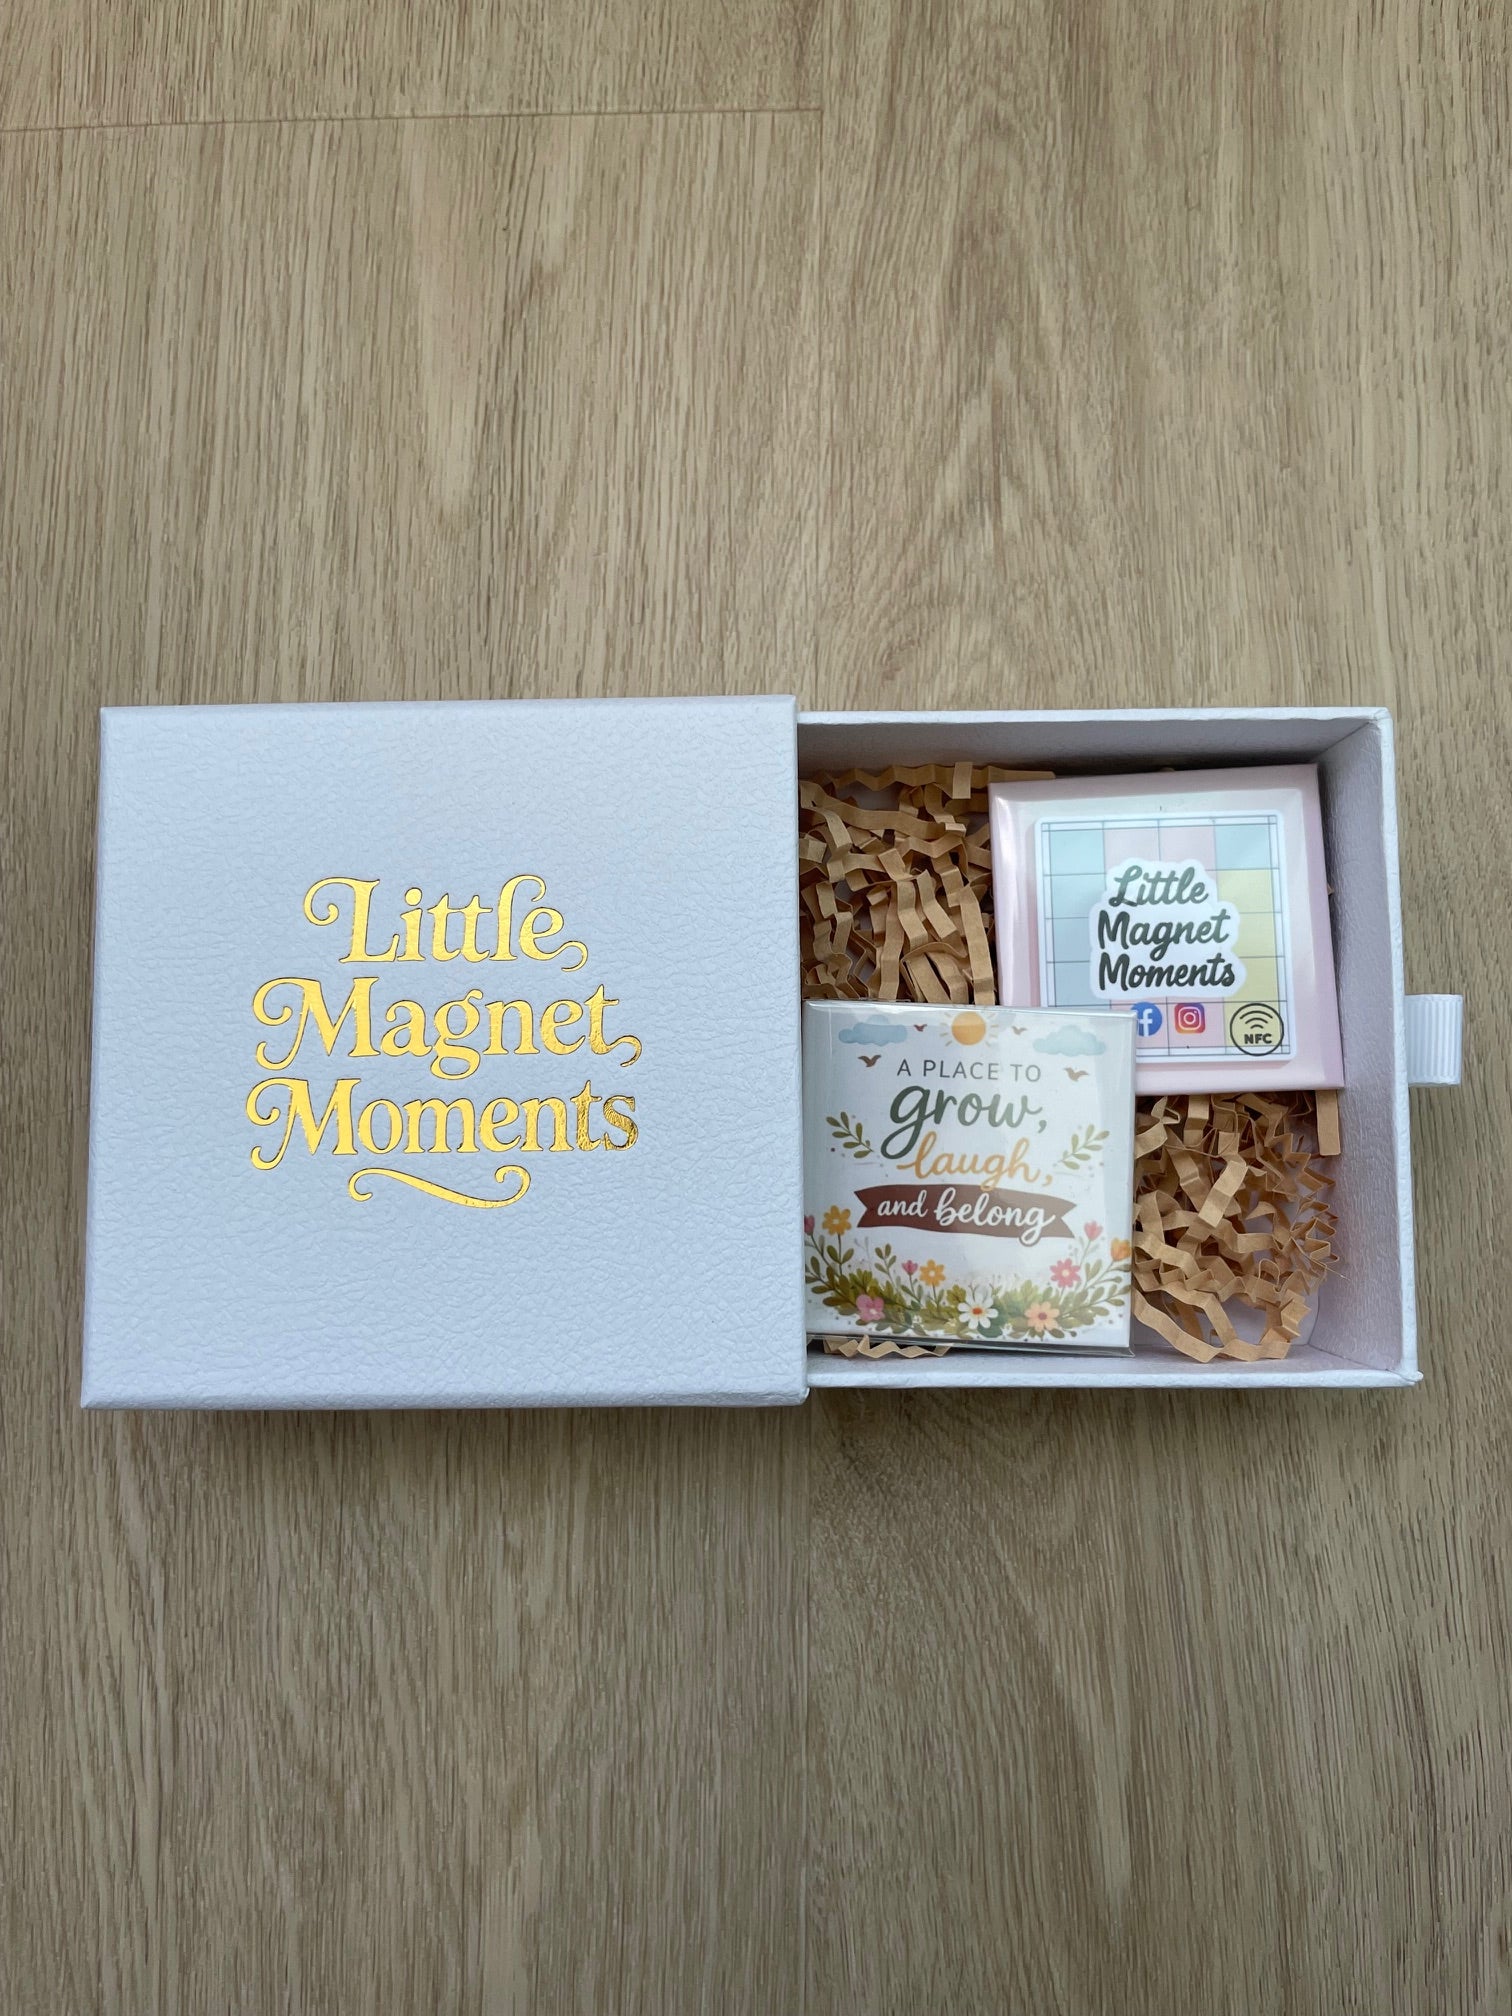 Little
Magnet
Moments
Little
Magnet
Moments
NFC
A PLACE TO
grow,
laugh,
and belong